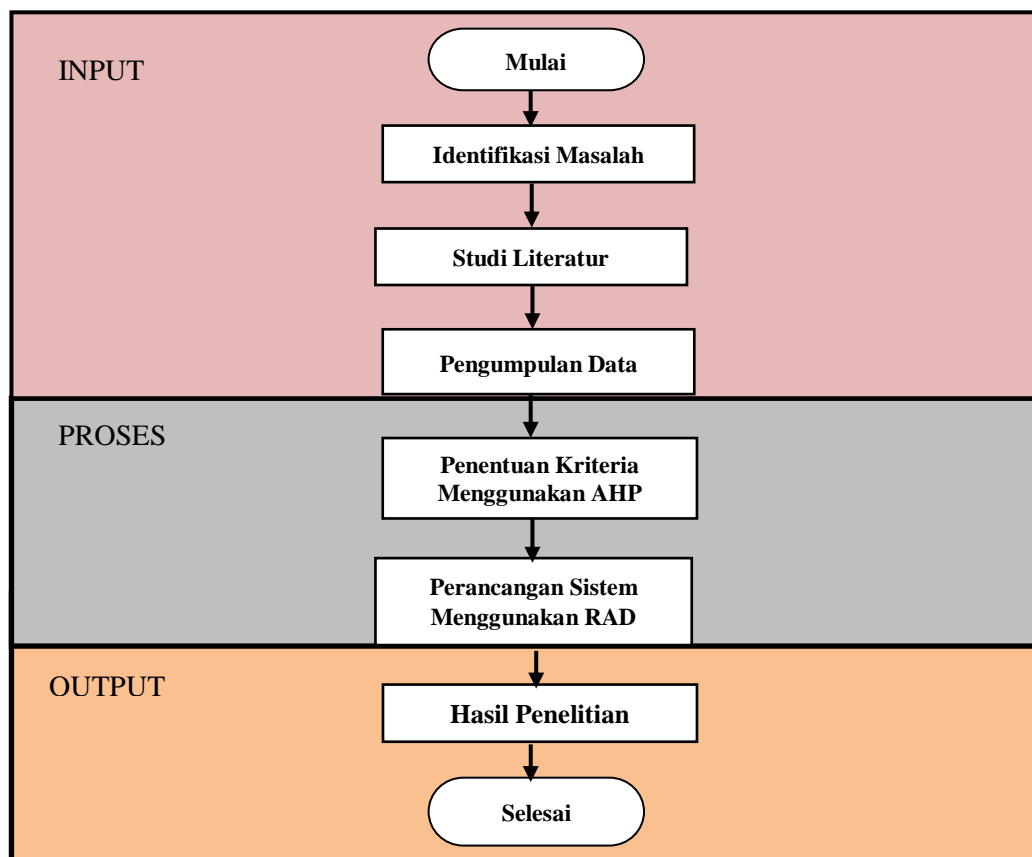 INPUT
Mulai
Identifikasi Masalah
Studi Literatur
Pengumpulan Data
PROSES
Penentuan Kriteria
Menggunakan AHP
Perancangan Sistem
Menggunakan RAD
OUTPUT
Hasil Penelitian
Selesai